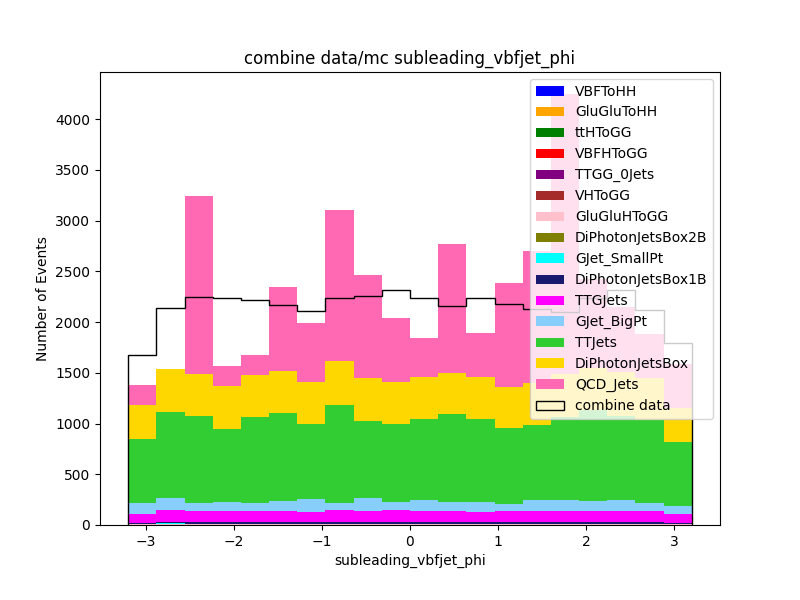 combine data/mc subleading_vbfjet_phi
Number of Events
4000
3500
3000
2500
2000
1500
1000
500
0
VBFToHH
GluGluToHH
ttHToGG
VBFHToGG
TTGG_0Jets
VHToGG
GluGluHToGG
DiPhotonJetsBox2B
GJet_SmallPt
DiPhotonJetsBox1B
TTGJets
GJet_BigPt
TTJets
DiPhotonJetsBox
QCD_Jets
combine data
−3 −2 −1 0 1 2 3
subleading_vbfjet_phi